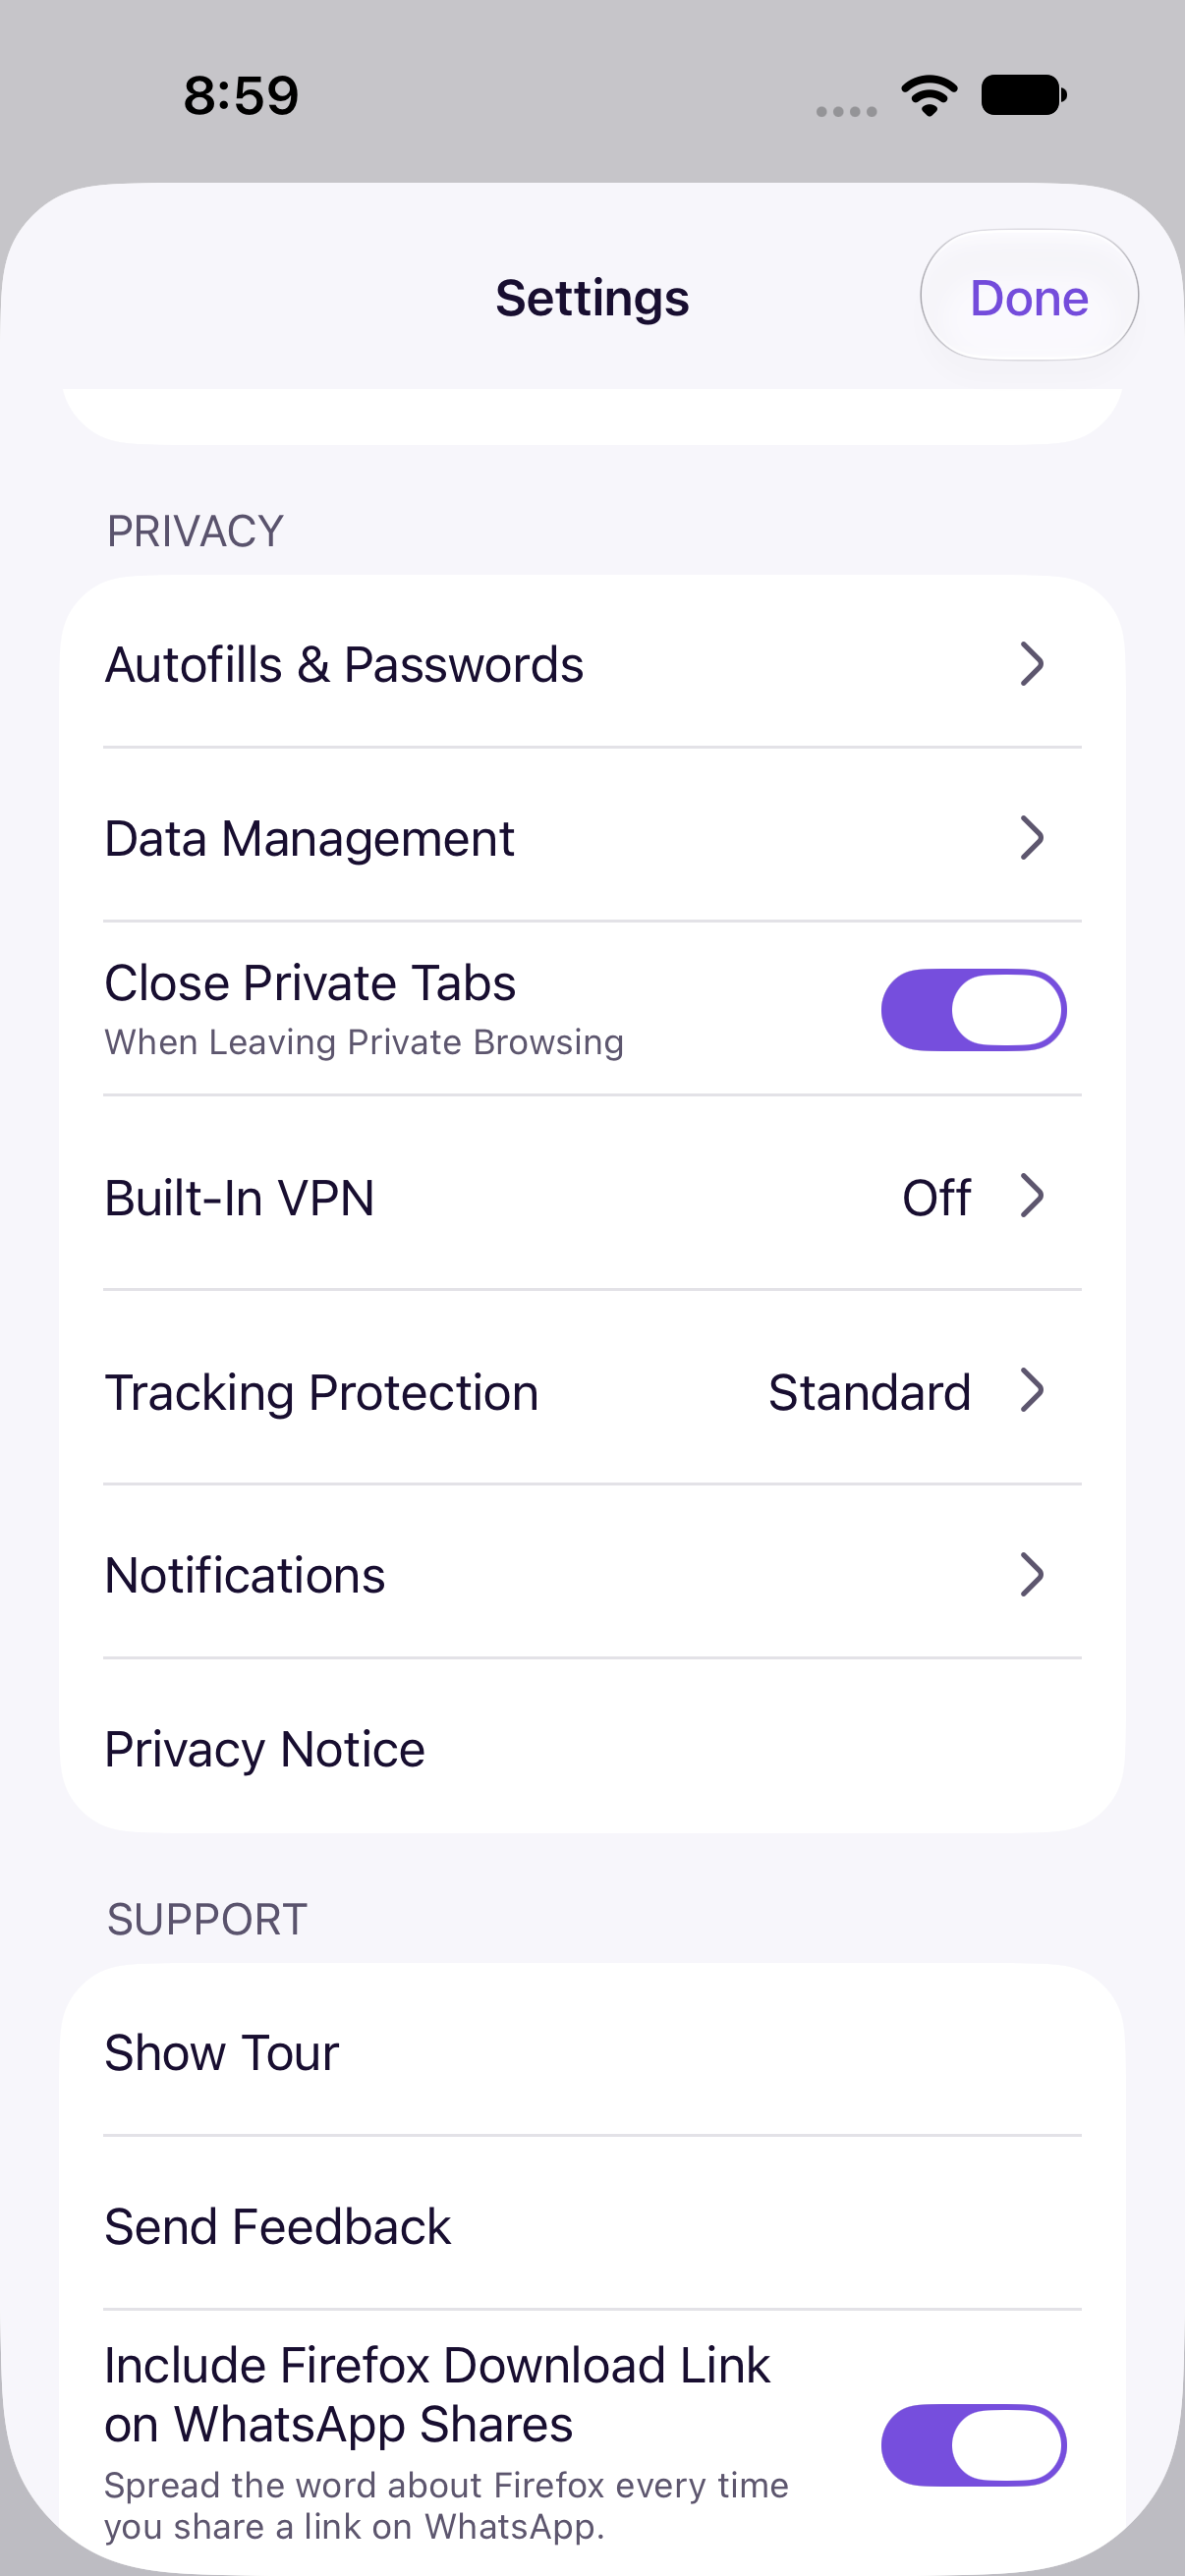 8:59
Settings
Done
PRIVACY
Autofills & Passwords
Data Management
Close Private Tabs
When Leaving Private Browsing
Built-In VPN
Off
Tracking Protection
Standard
Notifications
Privacy Notice
SUPPORT
Show Tour
Send Feedback
Include Firefox Download Link
on WhatsApp Shares
Spread the word about Firefox every time
you share a link on WhatsApp.